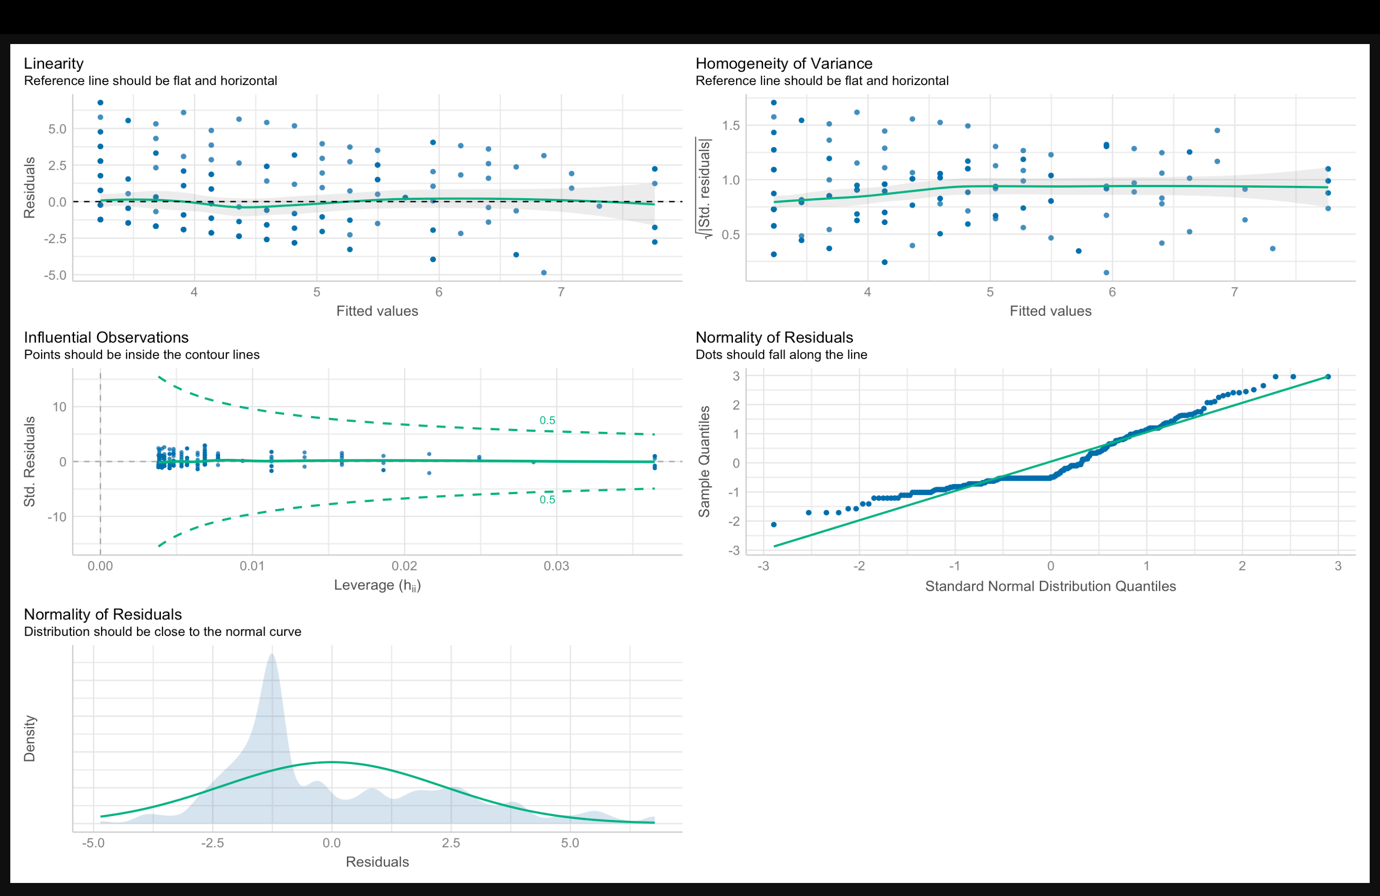 Linearity
Reference line should be flat and horizontal
Residuals
5.0
2.5
0.0
-2.5
-5.0
4 5 6 7
Fitted values
Homogeneity of Variance
Reference line should be flat and horizontal
√|Std. residuals|
1.5
1.0
0.5
4 5 6 7
Fitted values
Influential Observations
Points should be inside the contour lines
Std. Residuals
10
0
-10
0.5
0.5
0.00 0.01 0.02 0.03
Leverage (hii)
Normality of Residuals
Dots should fall along the line
Sample Quantiles
3
2
1
0
-1
-2
-3
-3 -2 -1 0 1 2 3
Standard Normal Distribution Quantiles
Normality of Residuals
Distribution should be close to the normal curve
Density
-5.0 -2.5 0.0 2.5 5.0
Residuals